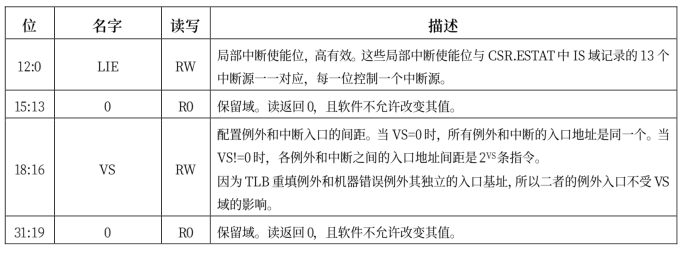 位 名字 读写 描述
局部中断使能位，高有效。这些局部中断使能位与 CSR.ESTAT 中 IS 域记录的 13 个
12:0 LIE RW
中断源一一对应，每一位控制一个中断源。
15:13 0 R0 保留域。读返回 0，且软件不允许改变其值。
配置例外和中断入口的间距。当 VS=0 时，所有例外和中断的入口地址是同一个。当
VS!=0 时，各例外和中断之间的入口地址间距是 2^VS 条指令。
18:16 VS RW
因为 TLB 重填例外和机器错误例外其独立的入口基址，所以二者的例外入口不受 VS
域的影响。
31:19 0 R0 保留域。读返回 0，且软件不允许改变其值。